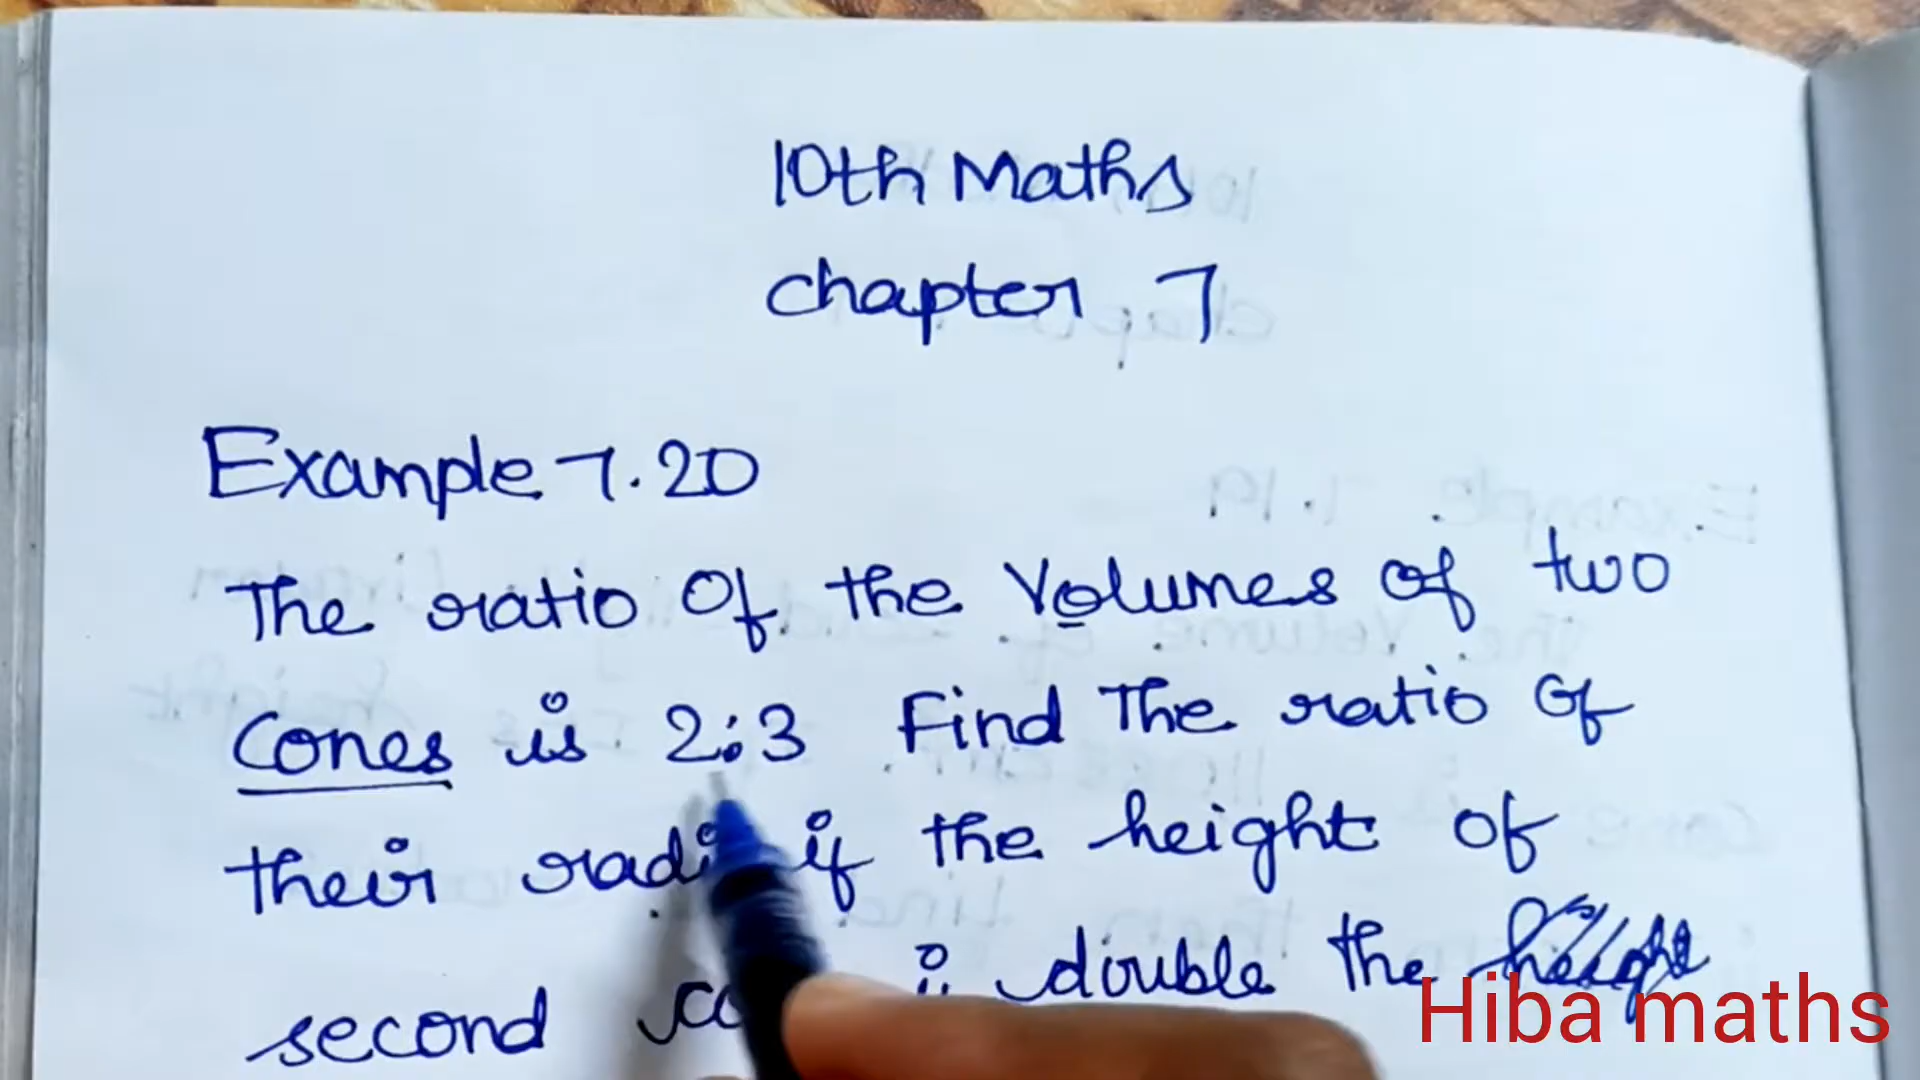 10th Maths
Chapter 7
Example 7.20
The ratio of the Volumes of two
Cones is 2:3 Find The ratio of
their if the height of
second double the
Hiba maths